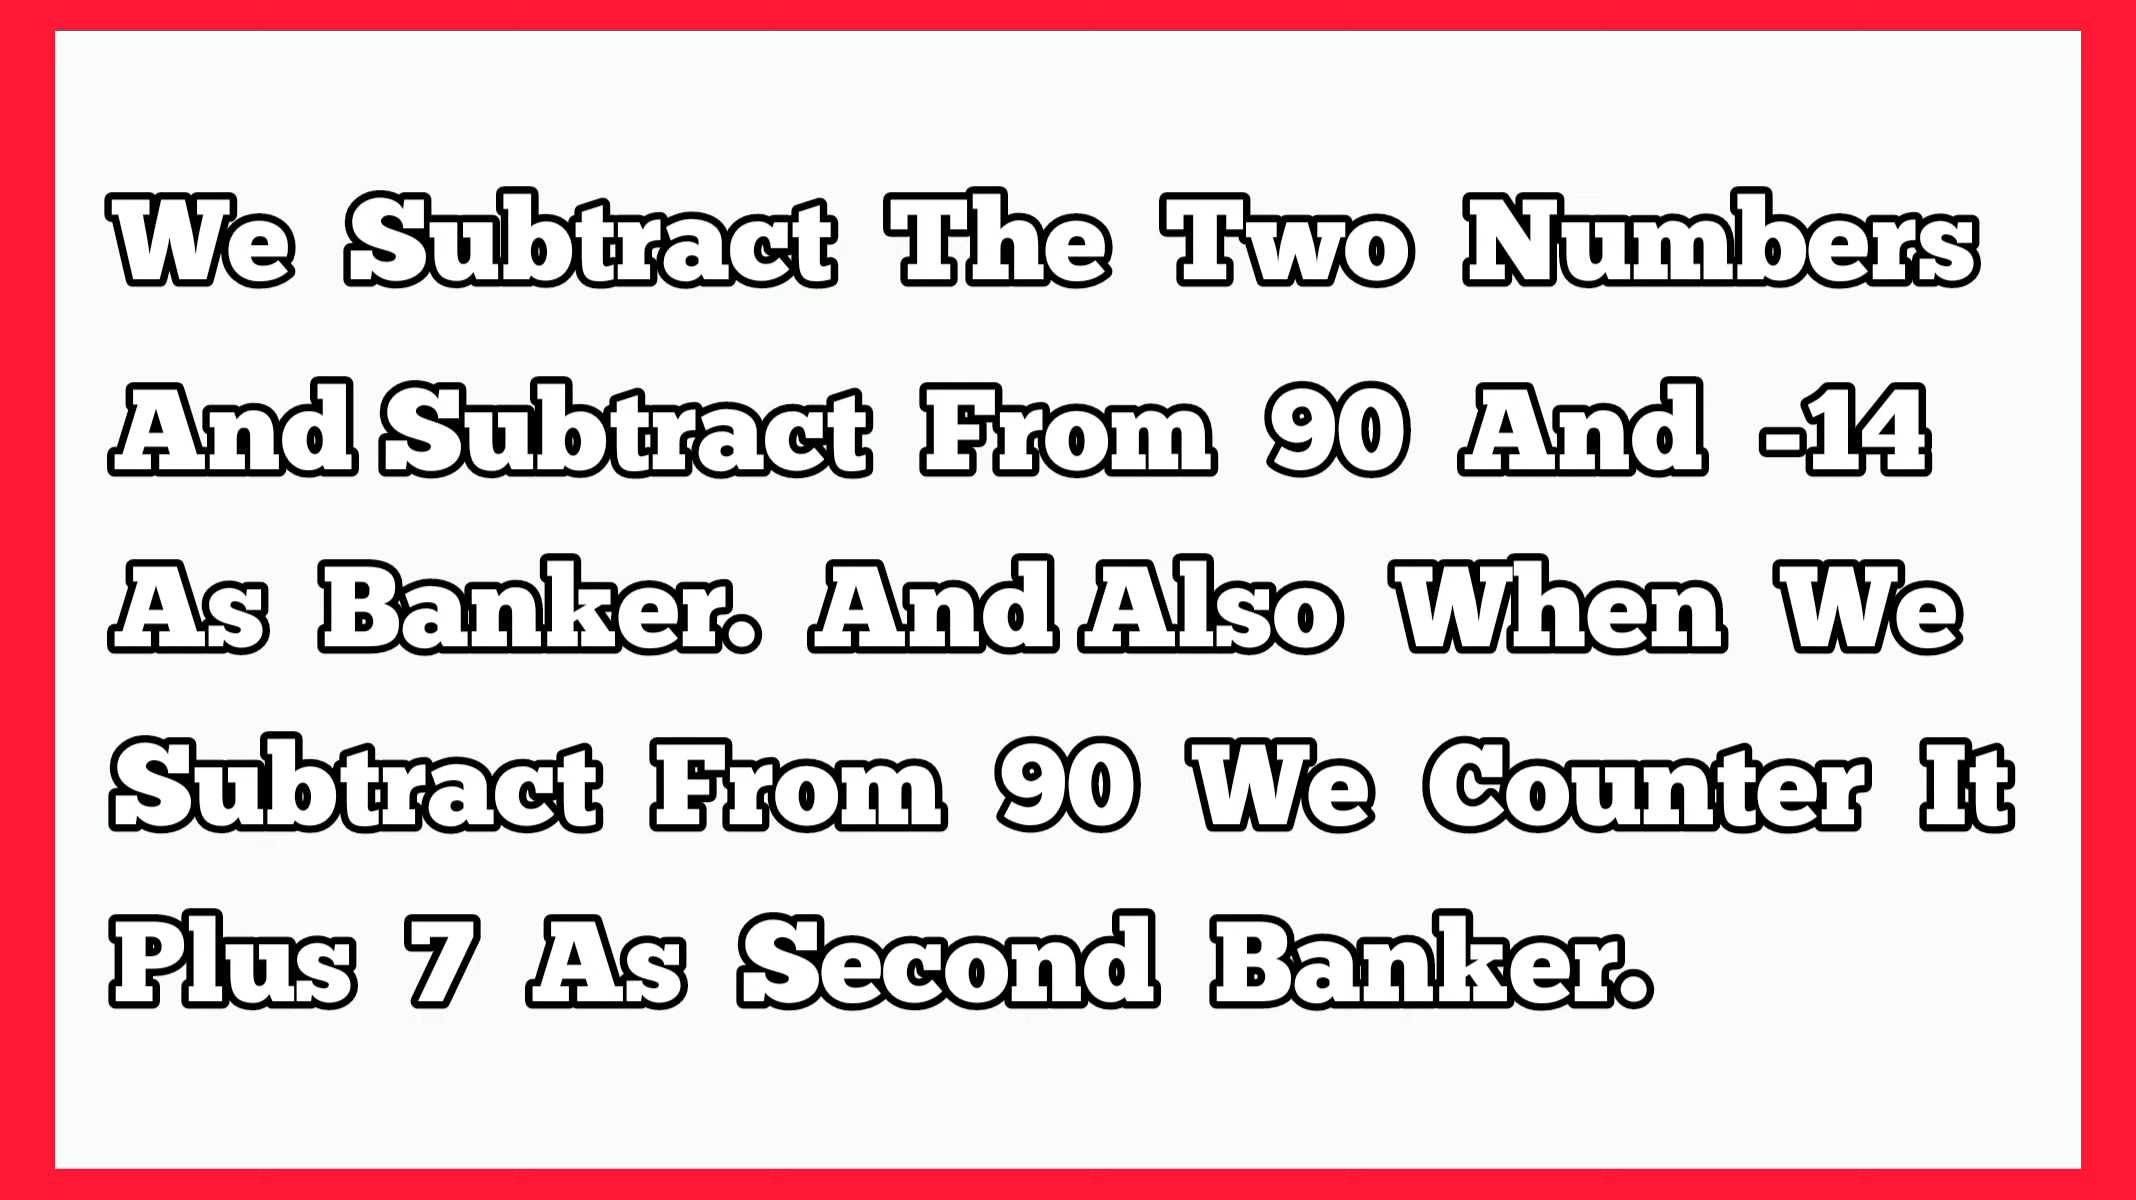 We Subtract The Two Numbers
And Subtract From 90 And -14
As Banker. And Also When We
Subtract From 90 We Counter It
Plus 7 As Second Banker.